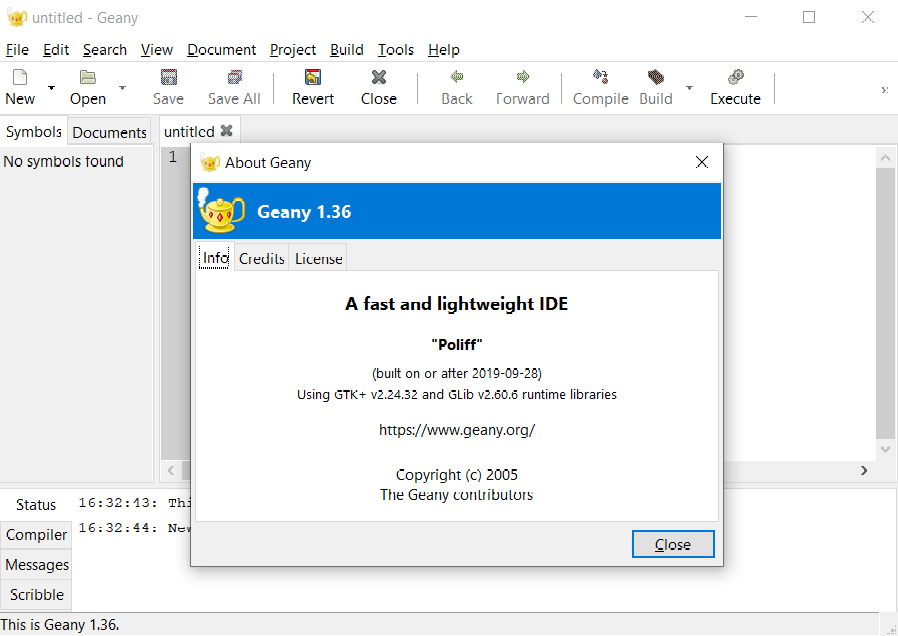 untitled - Geany
File Edit Search View Document Project Build Tools Help
New Open Save Save All Revert Close Back Forward Compile Build Execute
Symbols Documents untitled
No symbols found
1
About Geany
Geany 1.36
Info Credits License
A fast and lightweight IDE
"Poliff"
(built on or after 2019-09-28)
Using GTK+ v2.24.32 and GLib v2.60.6 runtime libraries
https://www.geany.org/
Copyright (c) 2005
The Geany contributors
Close
Status
Compiler
Messages
Scribble
16:32:43: Thi
16:32:44: New
This is Geany 1.36.